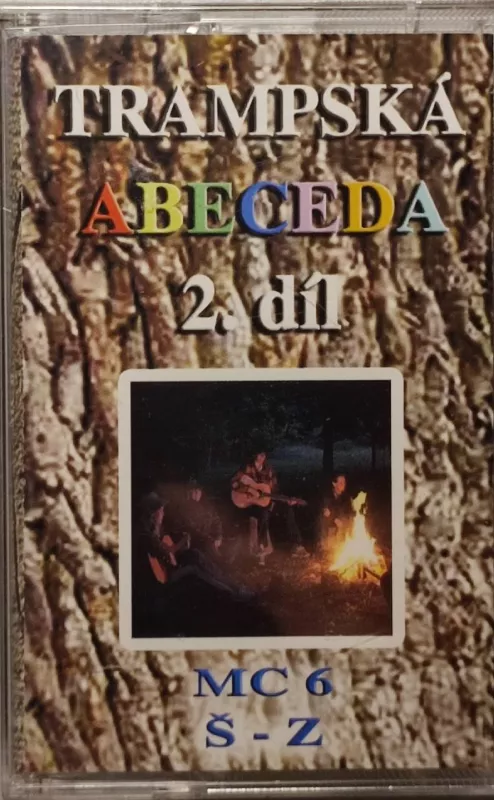 TRAMPSKÁ
ABECEDA
2. díl
MC 6
Š - Z